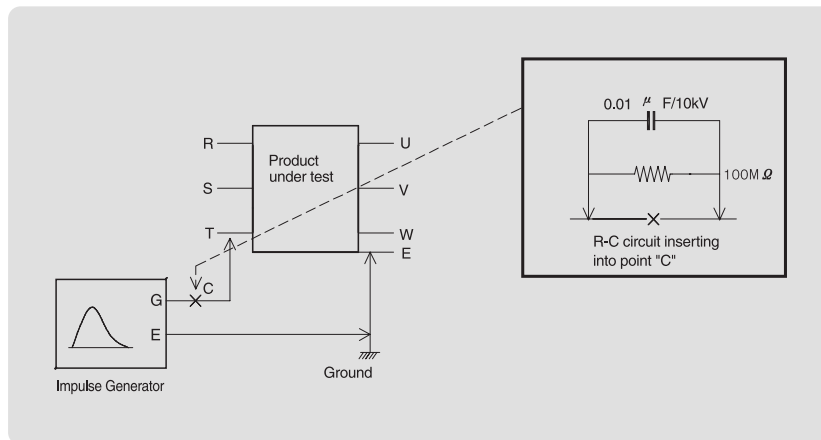 0.01 μ F/10kV
100M Ω
R-C circuit inserting
into point "C"
R
S
T
Product
under test
U
V
W
E
C
G
E
Ground
Impulse Generator